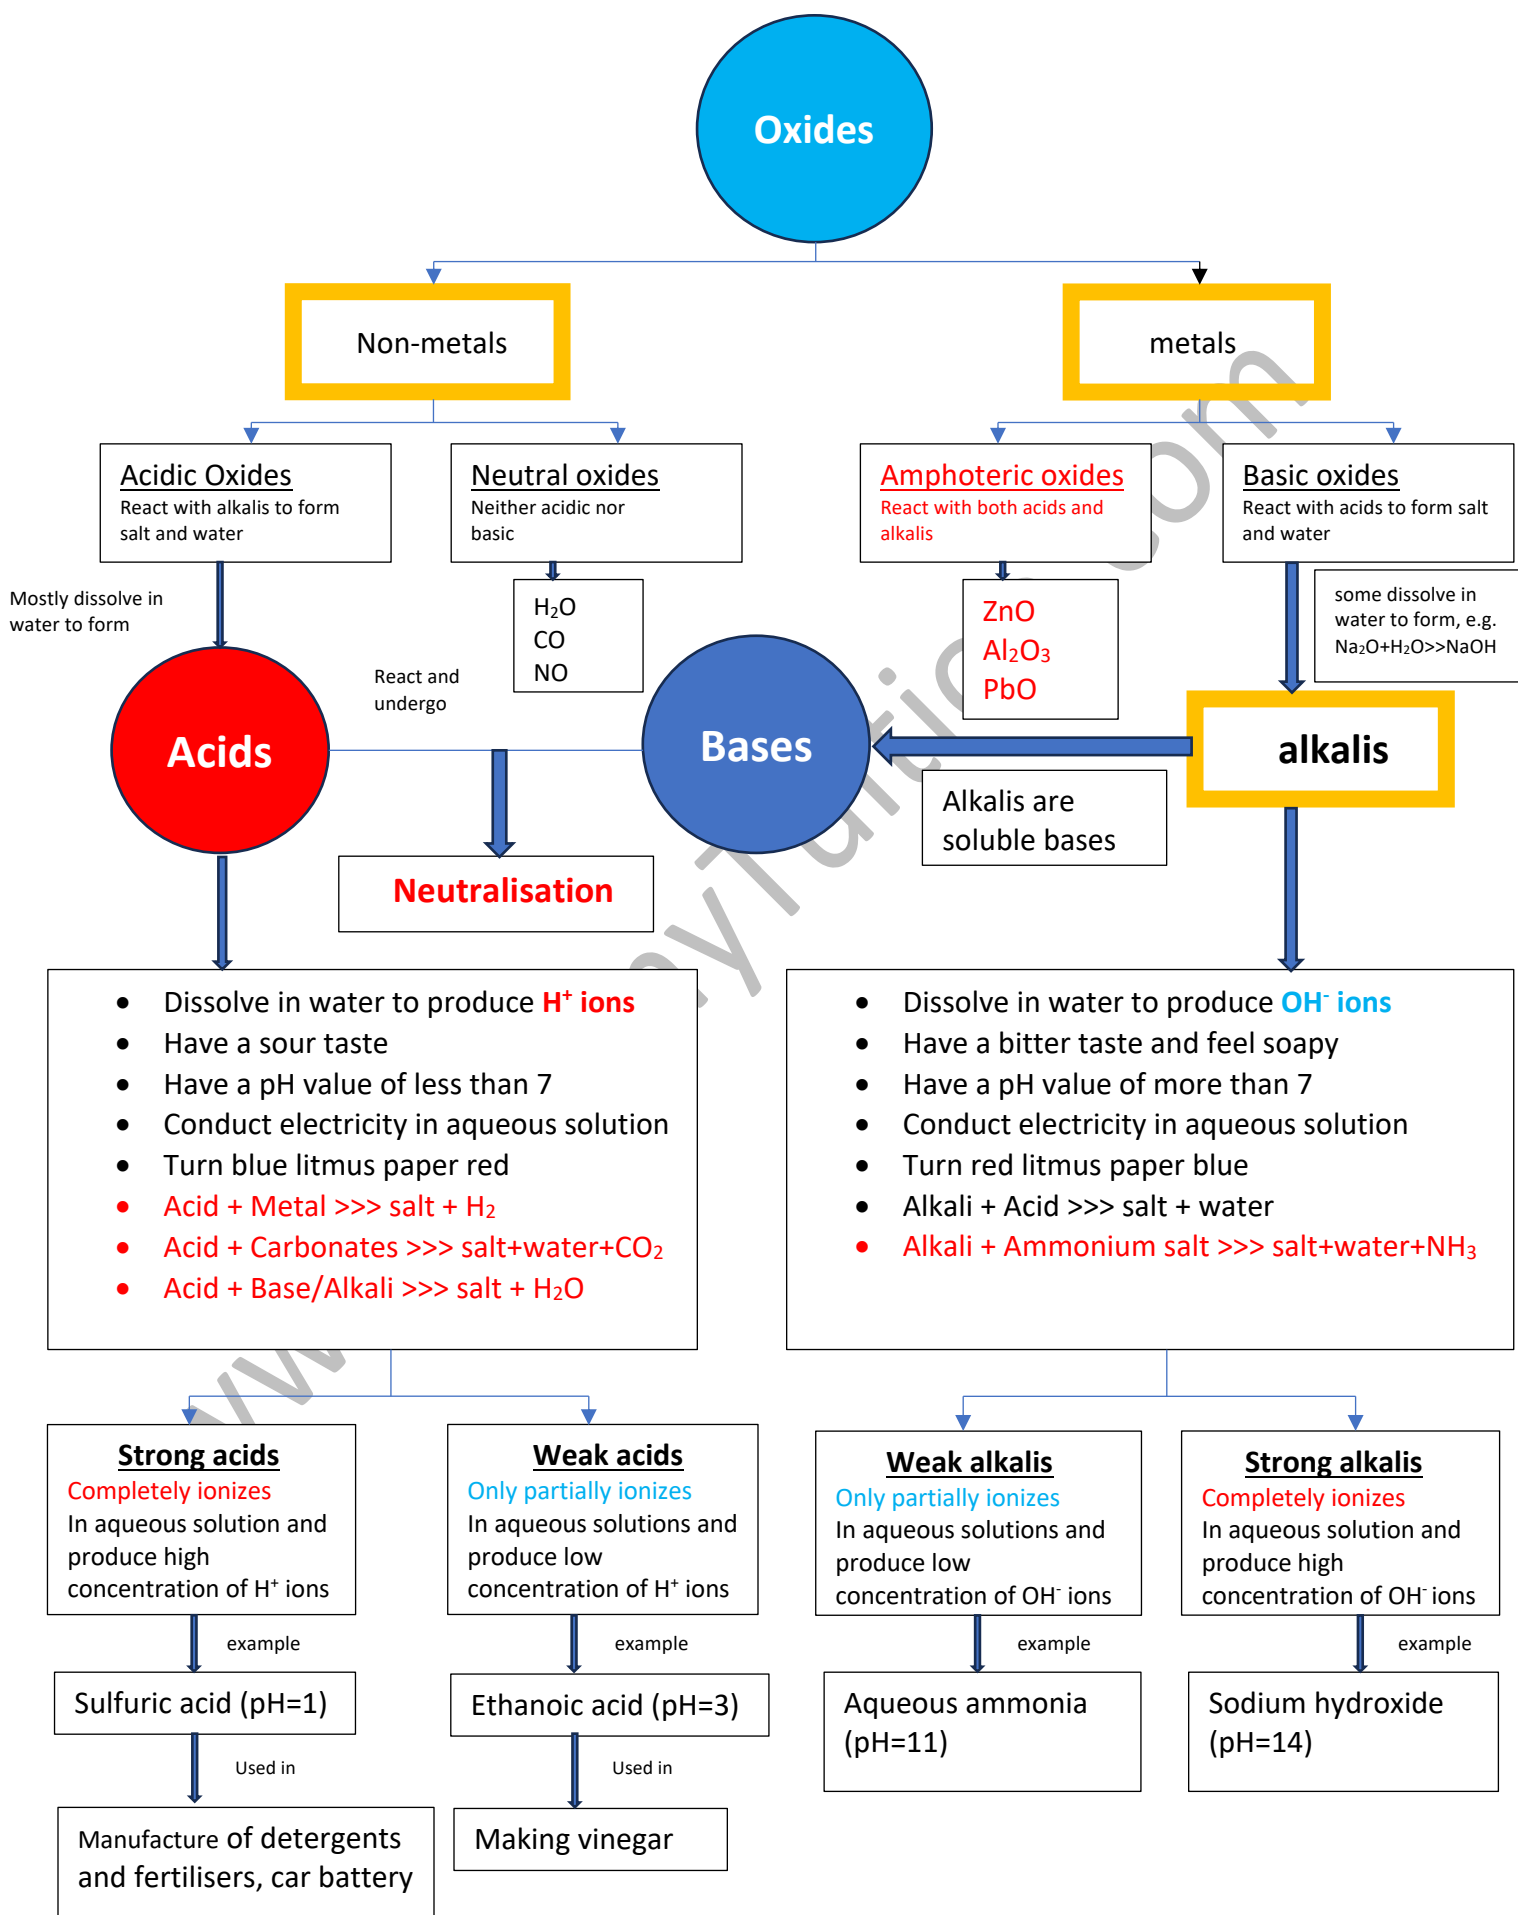 Oxides
Non-metals
metals
Acidic Oxides
React with alkalis to form
salt and water
Neutral oxides
Neither acidic nor
basic
Amphoteric oxides
React with both acids and
alkalis
Basic oxides
React with acids to form salt
and water
Mostly dissolve in
water to form
H₂O
CO
NO
ZnO
Al₂O₃
PbO
some dissolve in
water to form, e.g.
Na₂O+H₂O>>NaOH
React and
undergo
Acids
Bases
alkalis
Alkalis are
soluble bases
Neutralisation
• Dissolve in water to produce H⁺ ions
• Have a sour taste
• Have a pH value of less than 7
• Conduct electricity in aqueous solution
• Turn blue litmus paper red
• Acid + Metal >>> salt + H₂
• Acid + Carbonates >>> salt+water+CO₂
• Acid + Base/Alkali >>> salt + H₂O
• Dissolve in water to produce OH⁻ ions
• Have a bitter taste and feel soapy
• Have a pH value of more than 7
• Conduct electricity in aqueous solution
• Turn red litmus paper blue
• Alkali + Acid >>> salt + water
• Alkali + Ammonium salt >>> salt+water+NH₃
Strong acids
Completely ionizes
In aqueous solution and
produce high
concentration of H⁺ ions
Weak acids
Only partially ionizes
In aqueous solutions and
produce low
concentration of H⁺ ions
Weak alkalis
Only partially ionizes
In aqueous solutions and
produce low
concentration of OH⁻ ions
Strong alkalis
Completely ionizes
In aqueous solution and
produce high
concentration of OH⁻ ions
example
example
example
example
Sulfuric acid (pH=1)
Ethanoic acid (pH=3)
Aqueous ammonia
(pH=11)
Sodium hydroxide
(pH=14)
Used in
Used in
Manufacture of detergents
and fertilisers, car battery
Making vinegar